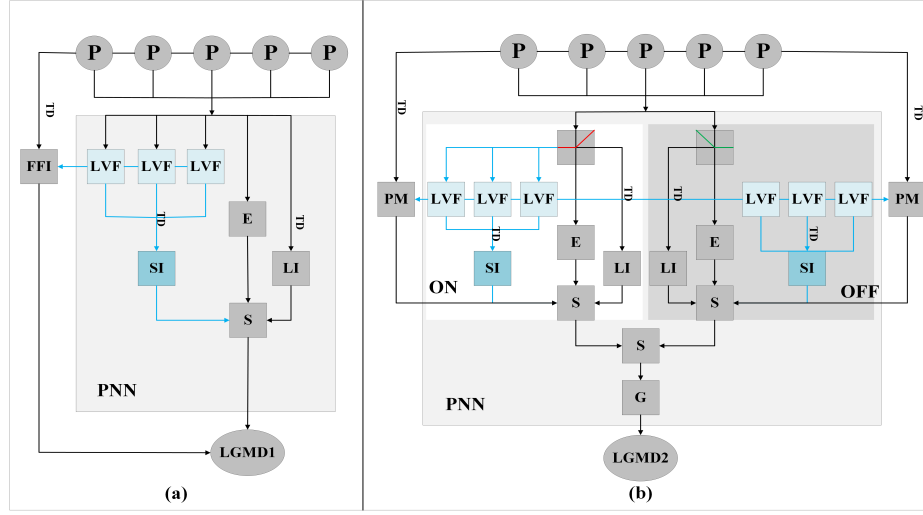 P P P P P
TD
FFI LVF LVF LVF
TD
TD
E
SI LI
S
PNN
LGMD1
(a)
P P P P P
TD
TD
PM LVF LVF LVF
TD
TD
LVF LVF LVF PM
TD
TD
E
E
SI LI
LI SI
ON
OFF
S
S
S
PNN
G
LGMD2
(b)